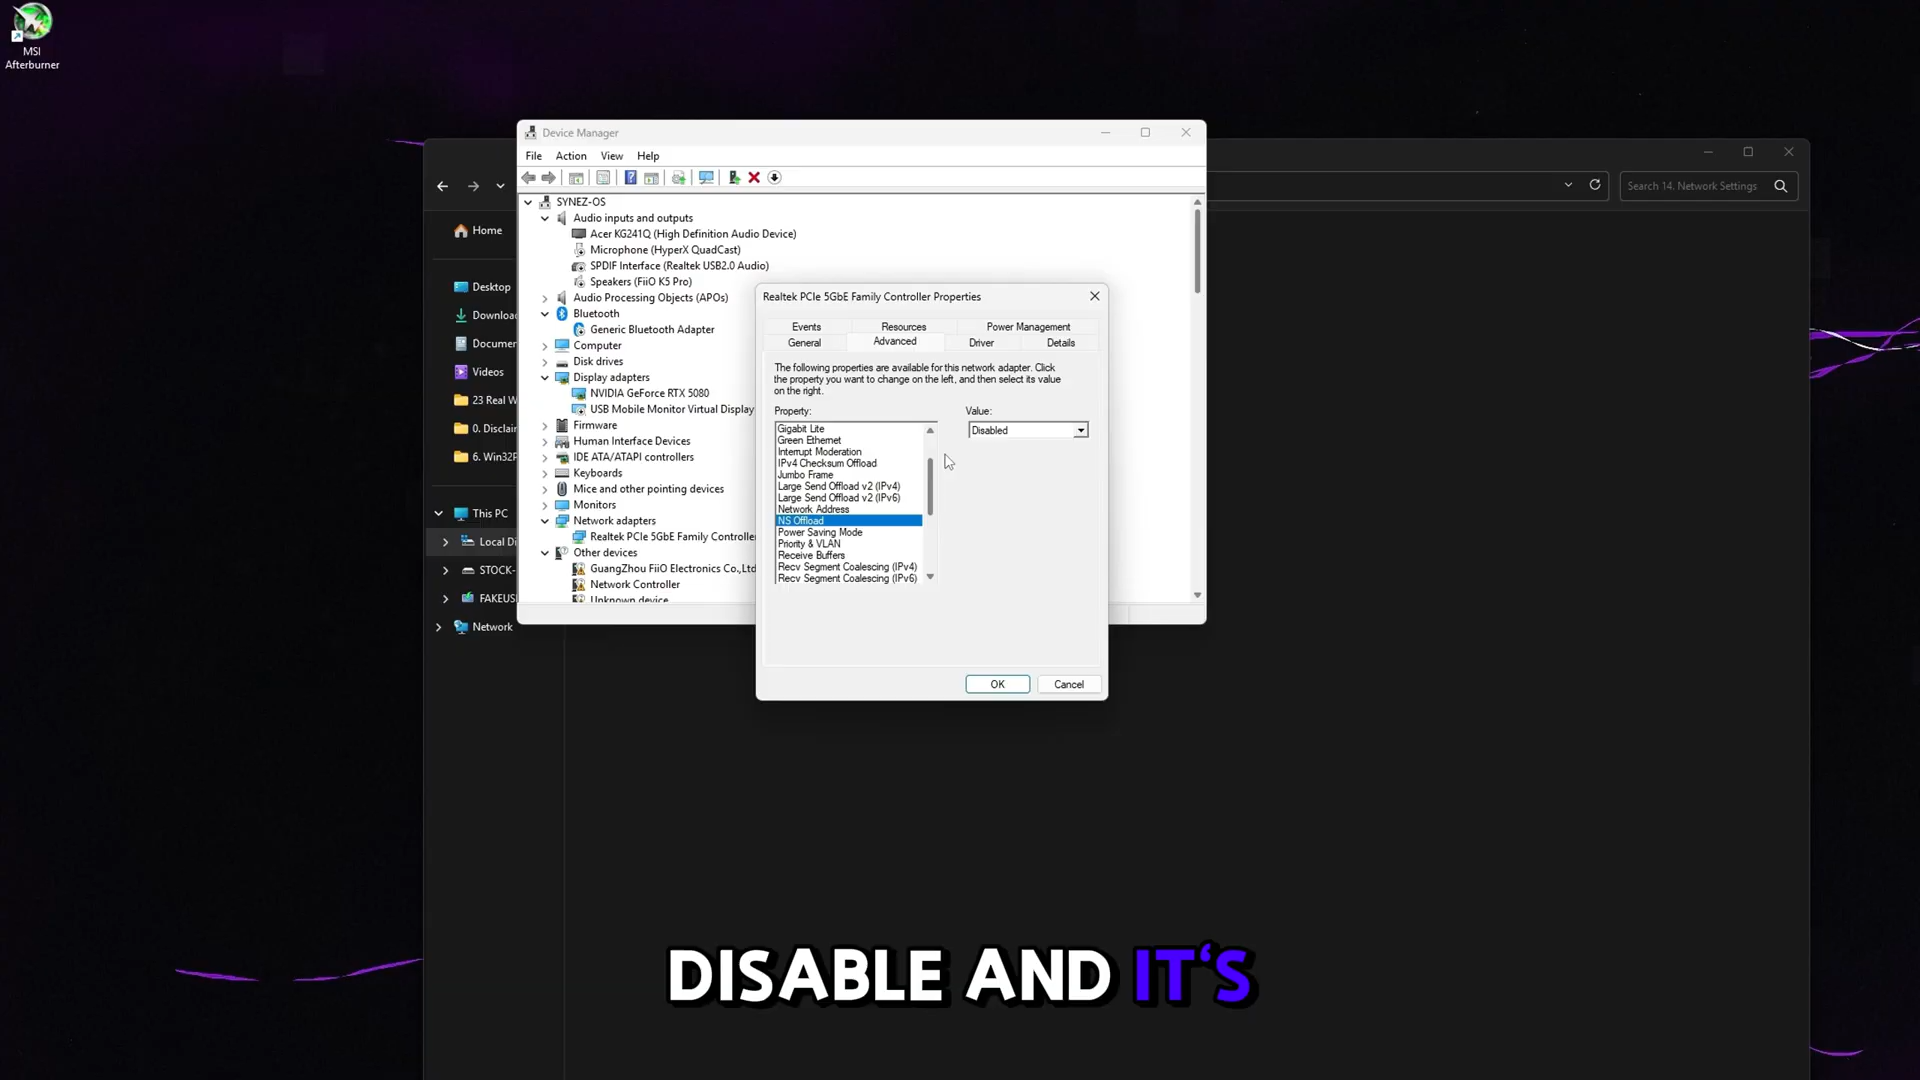 MSI
Afterburner
Device Manager
File Action View Help
Search 14. Network Settings
Home
Desktop
Downloa
Documer
Videos
23 Real W
0. Disclai
6. Win32P
This PC
Local Di
STOCK-
FAKEUS
Network
SYNEZ-OS
Audio inputs and outputs
Acer KG241Q (High Definition Audio Device)
Microphone (HyperX QuadCast)
SPDIF Interface (Realtek USB2.0 Audio)
Speakers (FiiO K5 Pro)
Audio Processing Objects (APOs)
Bluetooth
Generic Bluetooth Adapter
Computer
Disk drives
Display adapters
NVIDIA GeForce RTX 5080
USB Mobile Monitor Virtual Display
Firmware
Human Interface Devices
IDE ATA/ATAPI controllers
Keyboards
Mice and other pointing devices
Monitors
Network adapters
Realtek PCIe 5GbE Family Controlle
Other devices
GuangZhou FiiO Electronics Co.,Ltd
Network Controller
Unknown device
Realtek PCIe 5GbE Family Controller Properties
Events Resources Power Management
General Advanced Driver Details
The following properties are available for this network adapter. Click
the property you want to change on the left, and then select its value
on the right.
Property: Value:
Gigabit Lite
Green Ethernet
Interrupt Moderation
IPv4 Checksum Offload
Jumbo Frame
Large Send Offload v2 (IPv4)
Large Send Offload v2 (IPv6)
Network Address
NS Offload
Power Saving Mode
Priority & VLAN
Receive Buffers
Recv Segment Coalescing (IPv4)
Recv Segment Coalescing (IPv6)
Disabled
OK Cancel
DISABLE AND IT'S